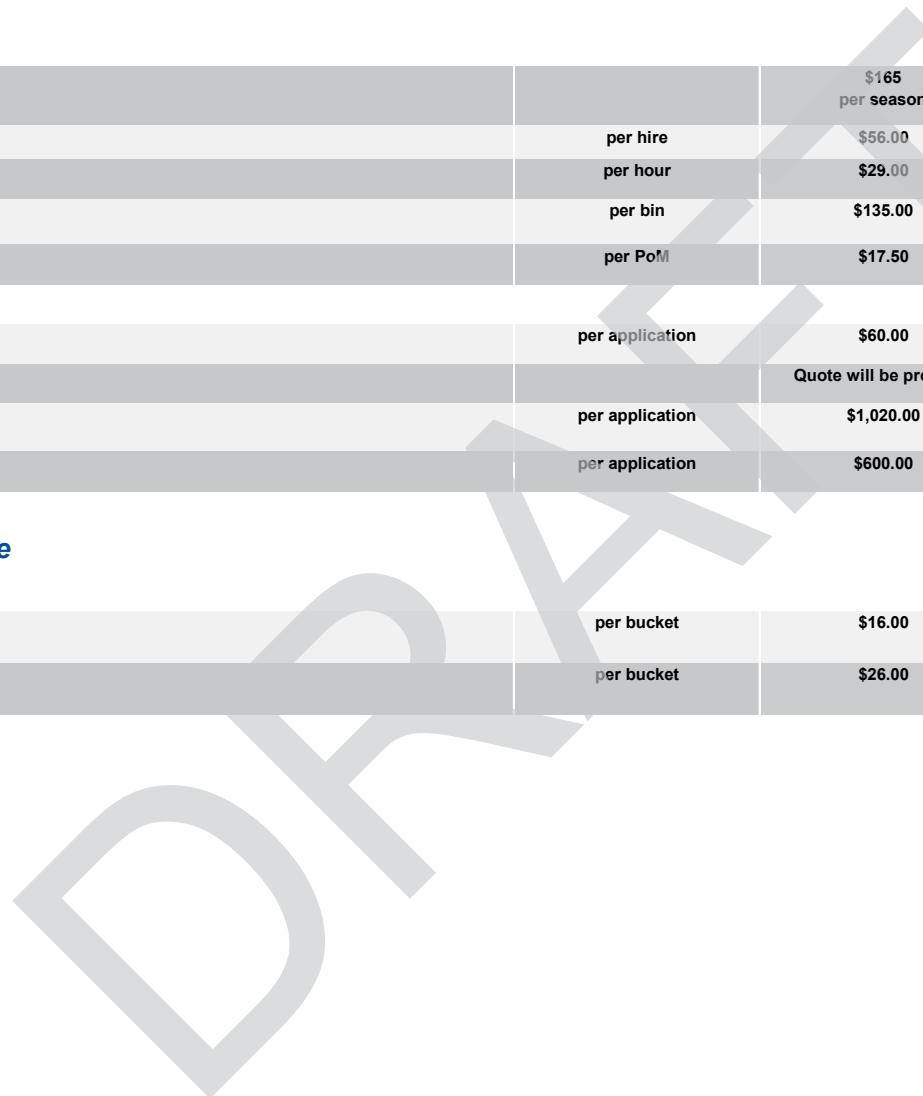 $165
per season
per hire $56.00
per hour $29.00
per bin $135.00
per PoM $17.50
per application $60.00
Quote will be pro
per application $1,020.00
per application $600.00
e
per bucket $16.00
per bucket $26.00
DRAFT